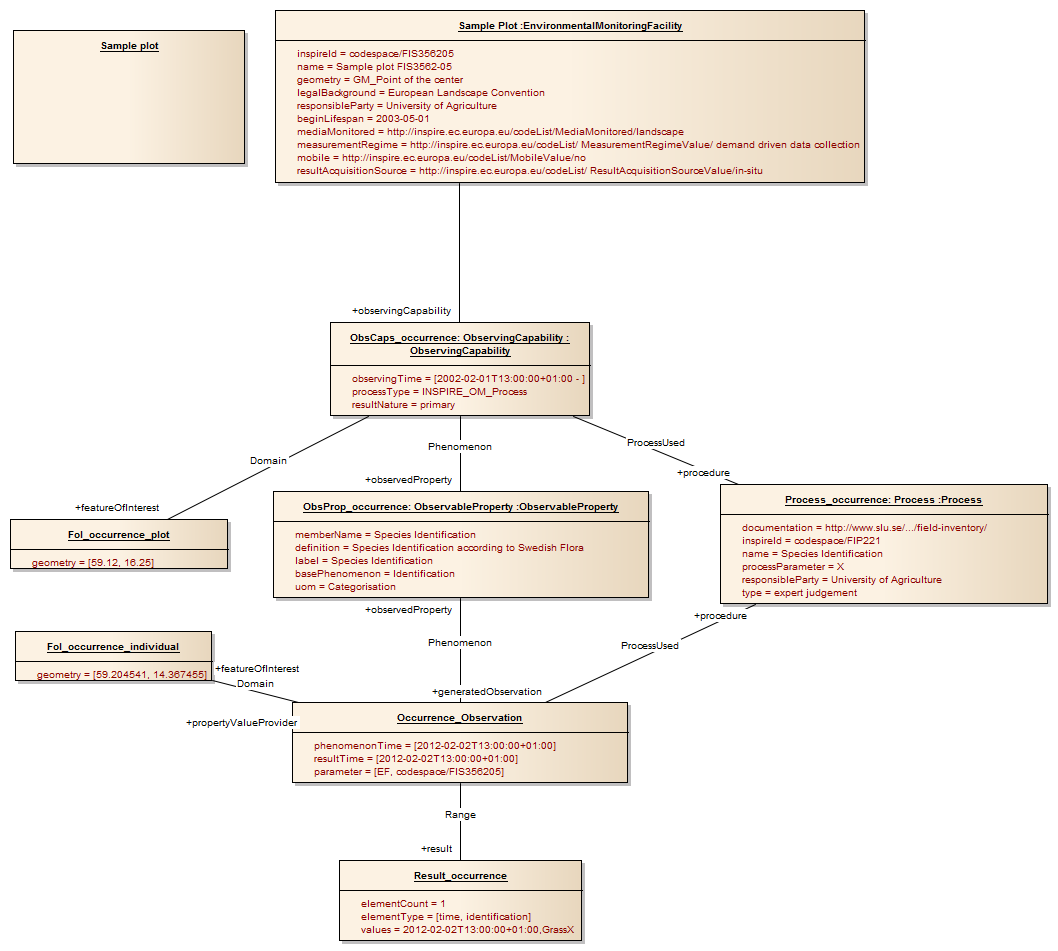 Sample plot
Sample Plot :EnvironmentalMonitoringFacility
inspireId = codespace/FIS356205
name = Sample plot FIS3562-05
geometry = GM_Point of the center
legalBackground = European Landscape Convention
responsibleParty = University of Agriculture
beginLifespan = 2003-05-01
mediaMonitored = http://inspire.ec.europa.eu/codeList/MediaMonitored/landscape
measurementRegime = http://inspire.ec.europa.eu/codeList/ MeasurementRegimeValue/ demand driven data collection
mobile = http://inspire.ec.europa.eu/codeList/MobileValue/no
resultAcquisitionSource = http://inspire.ec.europa.eu/codeList/ ResultAcquisitionSourceValue/in-situ
+observingCapability
ObsCaps_occurrence: ObservingCapability :
ObservingCapability
observingTime = [2002-02-01T13:00:00+01:00 - ]
processType = INSPIRE_OM_Process
resultNature = primary
Domain
Phenomenon
ProcessUsed
+featureOfInterest
+observedProperty
+procedure
FoI_occurrence_plot
geometry = [59.12, 16.25]
ObsProp_occurrence: ObservableProperty :ObservableProperty
memberName = Species Identification
definition = Species Identification according to Swedish Flora
label = Species Identification
basePhenomenon = Identification
uom = Categorisation
Process_occurrence: Process :Process
documentation = http://www.slu.se/.../field-inventory/
inspireId = codespace/FIP221
name = Species Identification
processParameter = X
responsibleParty = University of Agriculture
type = expert judgement
+observedProperty
+procedure
Phenomenon
ProcessUsed
FoI_occurrence_individual
geometry = [59.204541, 14.367455]
+featureOfInterest
Domain
+generatedObservation
+propertyValueProvider
Occurrence_Observation
phenomenonTime = [2012-02-02T13:00:00+01:00]
resultTime = [2012-02-02T13:00:00+01:00]
parameter = [EF, codespace/FIS356205]
Range
+result
Result_occurrence
elementCount = 1
elementType = [time, identification]
values = 2012-02-02T13:00:00+01:00,GrassX